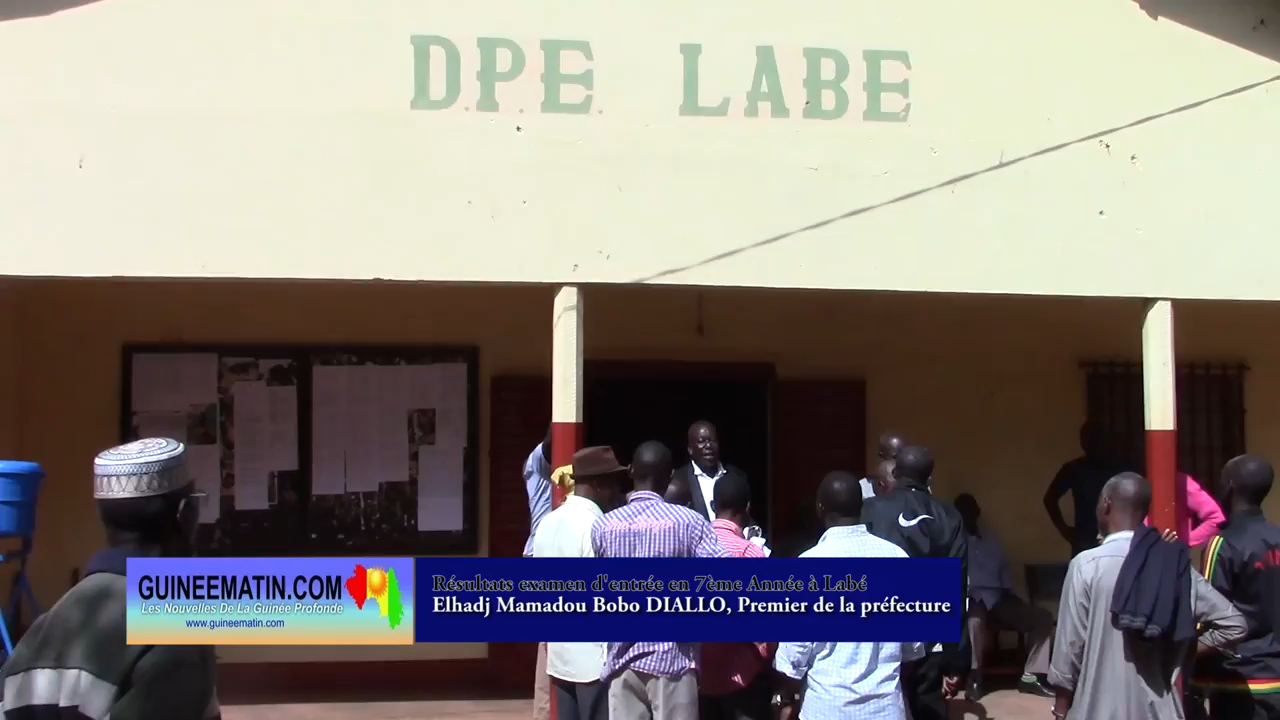 D.P.E. LABE
GUINEEMATIN.COM
Les Nouvelles De La Guinée Profonde
www.guineematin.com
Résultats examen d'entrée en 7ème Année à Labé
Elhadj Mamadou Bobo DIALLO, Premier de la préfecture